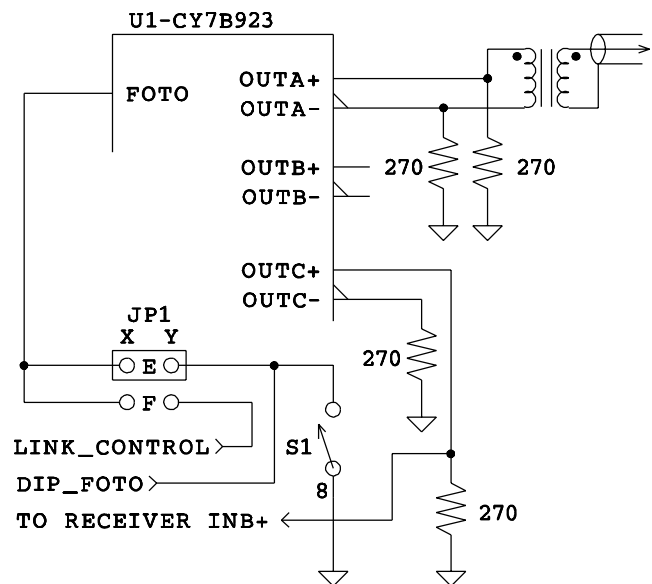 U1-CY7B923
FOTO
OUTA+
OUTA-
270
270
OUTB+
OUTB-
OUTC+
OUTC-
JP1
X Y
E
270
F
LINK_CONTROL
S1
DIP_FOTO
8
TO RECEIVER INB+
270